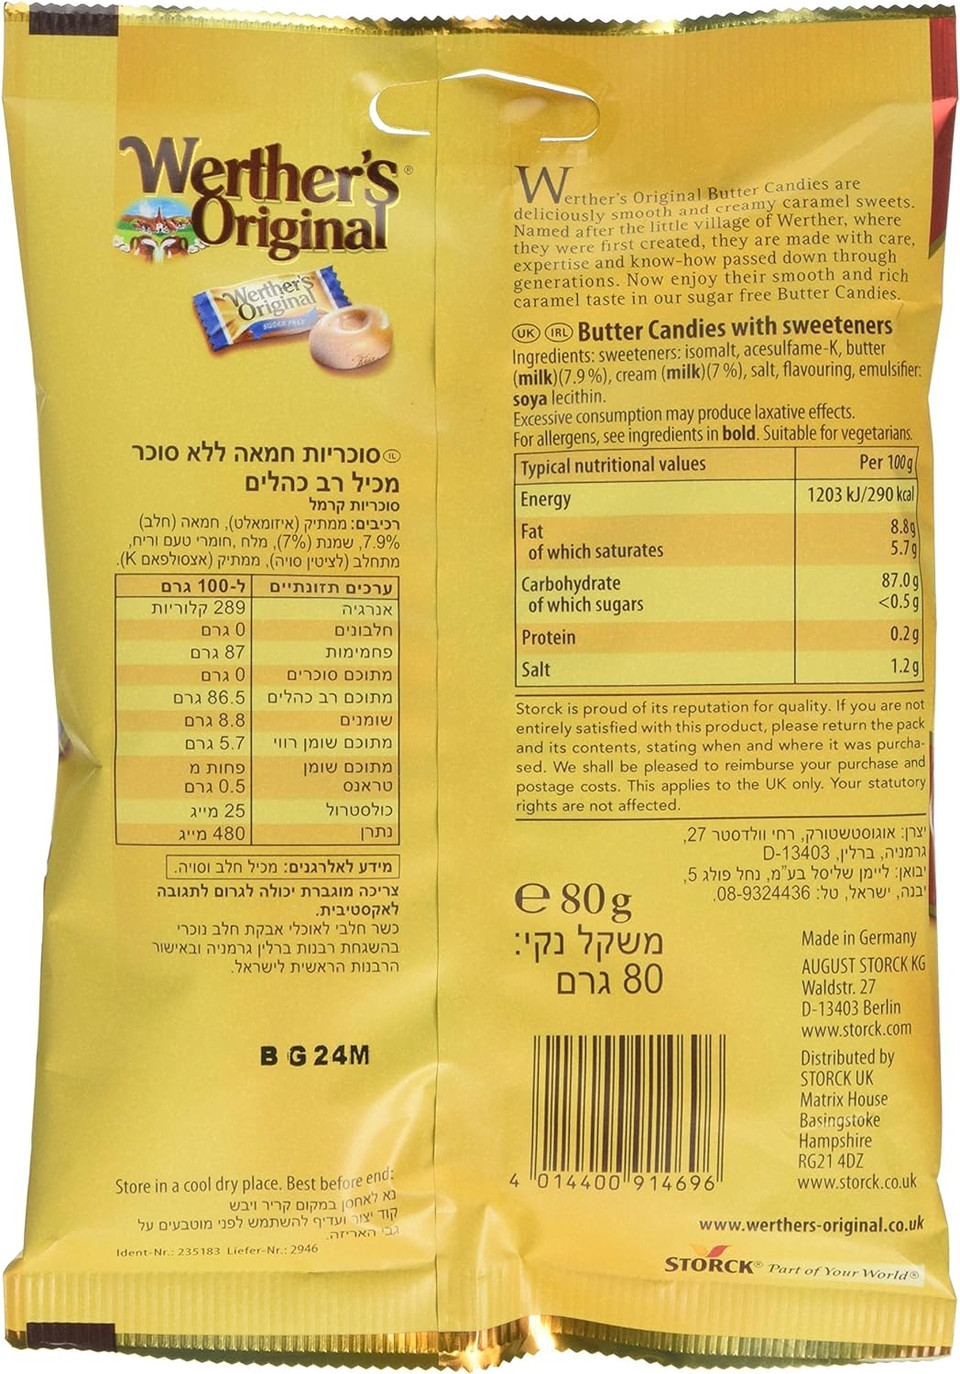 Werther's
Original®
Werther's
Original
SUGAR FREE
Ⓘⓛ סוכריות חמאה ללא סוכר
מכיל רב כהלים
סוכריות קרמל
רכיבים: ממתיק (איזומאלט), חמאה (חלב)
7.9%, שמנת (7%), מלח, חומרי טעם וריח,
מתחלב (לציטין סויה), ממתיק (אצסולפאם K).
ערכים תזונתיים ל-100 גרם
אנרגיה 289 קלוריות
חלבונים 0 גרם
פחמימות 87 גרם
מתוכם סוכרים 0 גרם
מתוכם רב כהלים 86.5 גרם
שומנים 8.8 גרם
מתוכם שומן רווי 5.7 גרם
מתוכם שומן פחות מ
טראנס 0.5 גרם
כולסטרול 25 מייג
נתרן 480 מייג
מידע לאלרגנים: מכיל חלב וסויה.
צריכה מוגברת יכולה לגרום לתגובה
לאקסטיבית.
כשר חלבי לאוכלי אבקת חלב נוכרי
בהשגחת רבנות ברלין גרמניה ובאישור
הרבנות הראשית לישראל.
B G 24M
Store in a cool dry place. Best before end:
נא לאחסן במקום קריר ויבש
קוד יצור ועדיף להשתמש לפני מוטבעים על
גבי האריזה.
Ident-Nr.: 235183 Liefer-Nr.: 2946
Werther's Original Butter Candies are
deliciously smooth and creamy caramel sweets.
Named after the little village of Werther, where
they were first created, they are made with care,
expertise and know-how passed down through
generations. Now enjoy their smooth and rich
caramel taste in our sugar free Butter Candies.
UK IRL Butter Candies with sweeteners
Ingredients: sweeteners: isomalt, acesulfame-K, butter
(milk)(7.9%), cream (milk)(7%), salt, flavouring, emulsifier:
soya lecithin.
Excessive consumption may produce laxative effects.
For allergens, see ingredients in bold. Suitable for vegetarians.
Typical nutritional values Per 100g
Energy 1203 kJ/290 kcal
Fat 8.8g
of which saturates 5.7g
Carbohydrate 87.0g
of which sugars <0.5g
Protein 0.2g
Salt 1.2g
Storck is proud of its reputation for quality. If you are not
entirely satisfied with this product, please return the pack
and its contents, stating when and where it was purcha-
sed. We shall be pleased to reimburse your purchase and
postage costs. This applies to the UK only. Your statutory
rights are not affected.
יצרן: אוגוסטשטורק, רחי וולדסטר 27,
גרמניה, ברלין, D-13403
יבואן: ליימן שליסל בע"מ, נחל פולג 5,
יבנה, ישראל, טל: 08-9324436.
e 80g
משקל נקי:
80 גרם
Made in Germany
AUGUST STORCK KG
Waldstr. 27
D-13403 Berlin
www.storck.com
Distributed by
STORCK UK
Matrix House
Basingstoke
Hampshire
RG21 4DZ
www.storck.co.uk
4 014400 914696
www.werthers-original.co.uk
STORCK® Part of Your World®